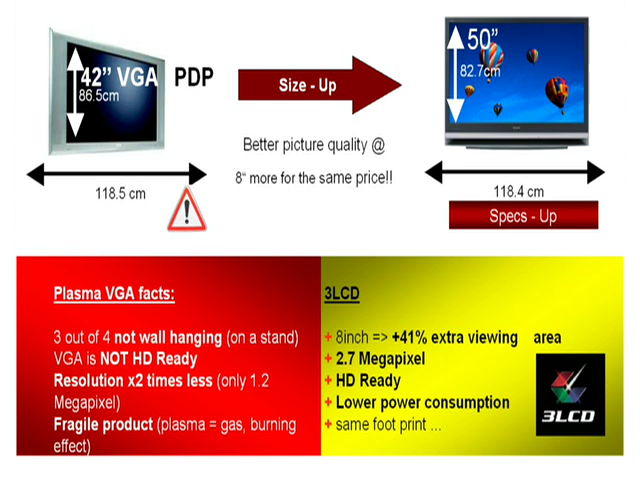 42” VGA PDP
86.5cm
118.5 cm
Size - Up
Better picture quality @
8“ more for the same price!!
50”
82.7cm
118.4 cm
Specs - Up
Plasma VGA facts:
3 out of 4 not wall hanging (on a stand)
VGA is NOT HD Ready
Resolution x2 times less (only 1.2
Megapixel)
Fragile product (plasma = gas, burning
effect)
3LCD
+ 8inch => +41% extra viewing area
+ 2.7 Megapixel
+ HD Ready
+ Lower power consumption
+ same foot print ...
3LCD